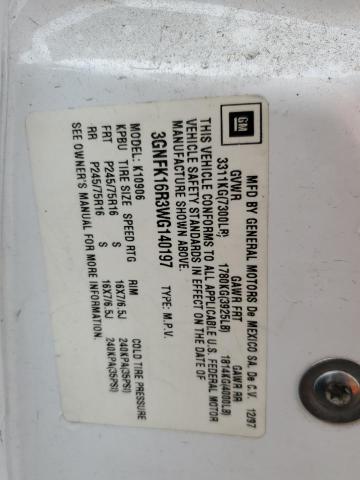 GM
MFD BY GENERAL MOTORS De MEXICO SA. De C.V. 12/97
GVWR GAWR FRT GAWR RR
3311KG(7300LB) 1780KG(3925LB) 1814KG(4000LB)
THIS VEHICLE CONFORMS TO ALL APPLICABLE U.S. FEDERAL MOTOR
VEHICLE SAFETY STANDARDS IN EFFECT ON THE DATE OF
MANUFACTURE SHOWN ABOVE.
3GNFK16R3WG140197 TYPE: M.P.V.
MODEL: K10906
KPBU TIRE SIZE SPEED RTG RIM COLD TIRE PRESSURE
FRT P245/75R16 S 16X7/6.5J 240KPA(35PSI)
RR P245/75R16 S 16X7/6.5J 240KPA(35PSI)
SEE OWNER'S MANUAL FOR MORE INFORMATION.